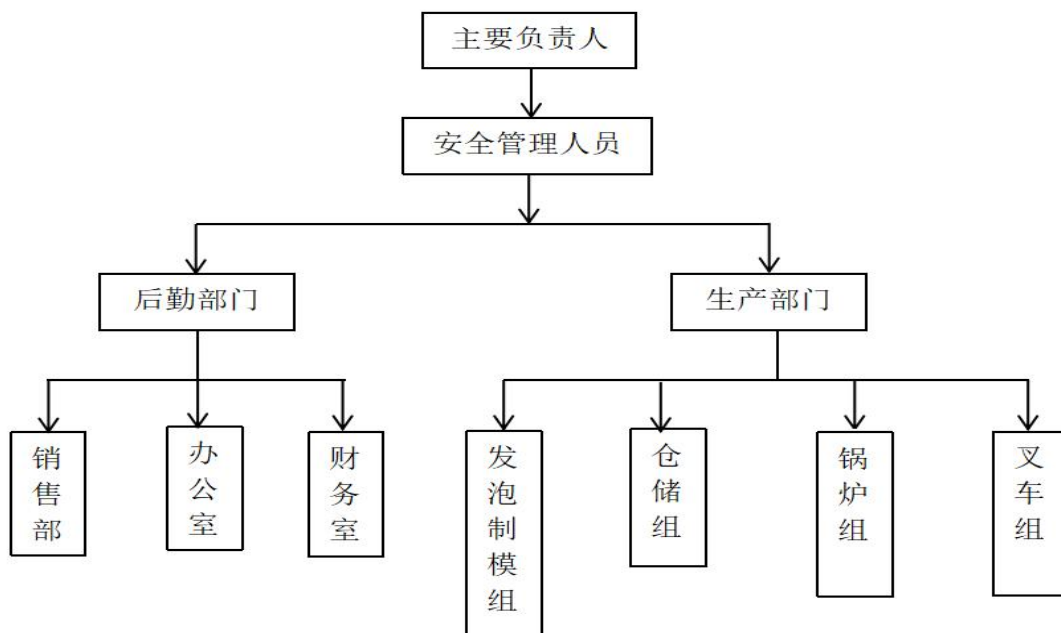 主要负责人
安全管理人员
后勤部门
生产部门
销售部
办公室
财务室
发泡制模组
仓储组
锅炉组
叉车组